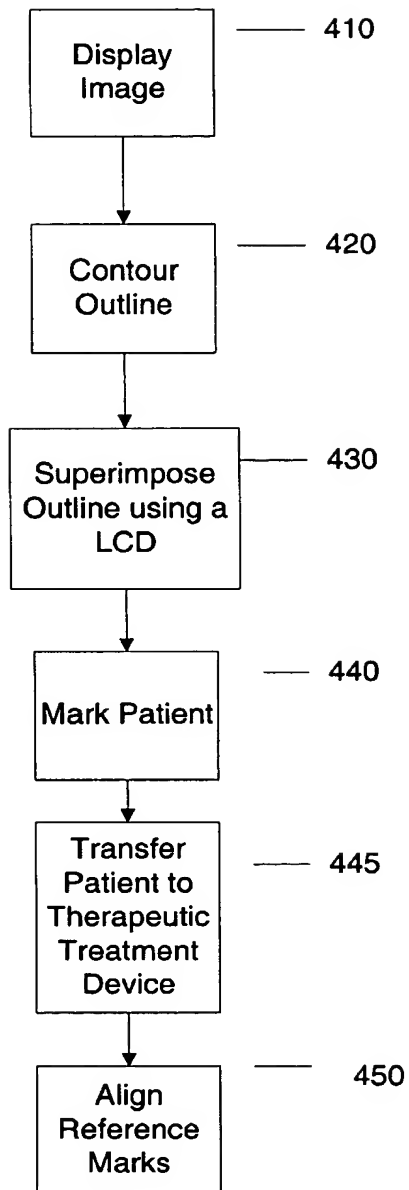 Display
Image
410
Contour
Outline
420
Superimpose
Outline using a
LCD
430
Mark Patient
440
Transfer
Patient to
Therapeutic
Treatment
Device
445
Align
Reference
Marks
450